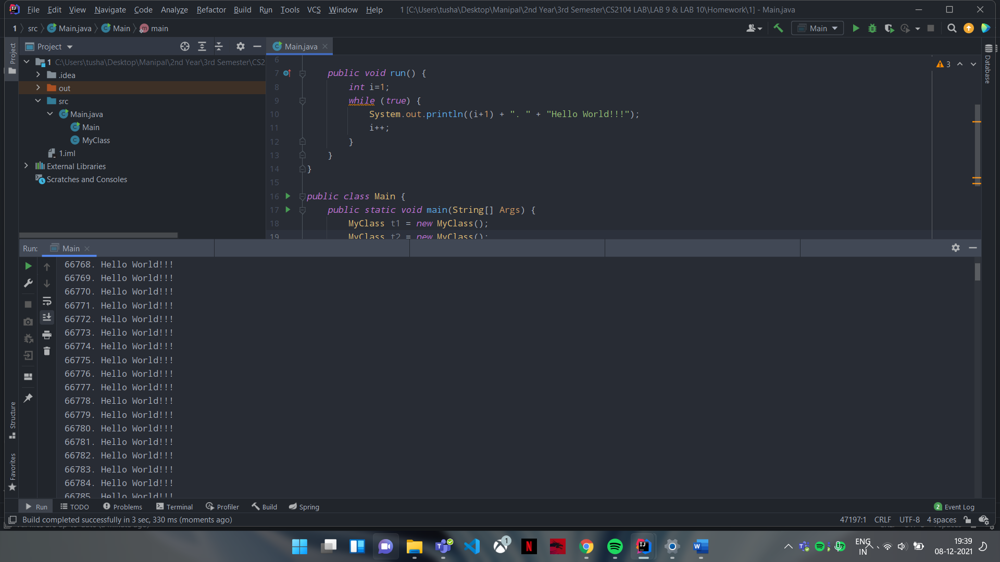 File Edit View Navigate Code Analyze Refactor Build Run Tools VCS Window Help 1 [C:\Users\tusha\Desktop\Manipal\2nd Year\3rd Semester\CS2104 LAB\LAB 9 & LAB 10\Homework\1] - Main.java
1 src Main.java Main main
Main
Project
Main.java
Project
1 C:\Users\tusha\Desktop\Manipal\2nd Year\3rd Semester\CS2
.idea
out
src
Main.java
Main
MyClass
1.iml
External Libraries
Scratches and Consoles
6
7 public void run() {
8 int i=1;
9 while (true) {
10 System.out.println((i+1) + ". " + "Hello World!!!");
11 i++;
12 }
13 }
14 }
15
16 public class Main {
17 public static void main(String[] Args) {
18 MyClass t1 = new MyClass();
19 MyClass t2 = new MyClass();
3
Database
Run: Main
66768. Hello World!!!
66769. Hello World!!!
66770. Hello World!!!
66771. Hello World!!!
66772. Hello World!!!
66773. Hello World!!!
66774. Hello World!!!
66775. Hello World!!!
66776. Hello World!!!
66777. Hello World!!!
66778. Hello World!!!
66779. Hello World!!!
66780. Hello World!!!
66781. Hello World!!!
66782. Hello World!!!
66783. Hello World!!!
66784. Hello World!!!
66785. Hello World!!!
Structure
Favorites
Run TODO Problems Terminal Profiler Build Spring 2 Event Log
Build completed successfully in 3 sec, 330 ms (moments ago) 47197:1 CRLF UTF-8 4 spaces
1
ENG
IN
19:39
08-12-2021